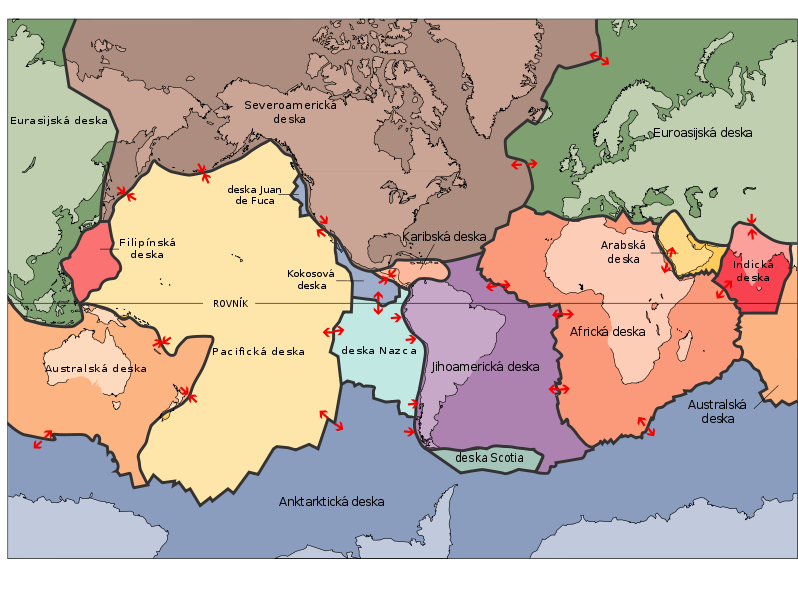 Severoamerická
deska
Eurasijská deska
Euroasijská deska
deska Juan
de Fuca
Filipínská
deska
Karibská deska
Arabská
deska
Indická
deska
Kokosová
deska
ROVNÍK
Africká deska
Pacifická deska
deska Nazca
Australská deska
Jihoamerická deska
Australská
deska
deska Scotia
Anktarktická deska